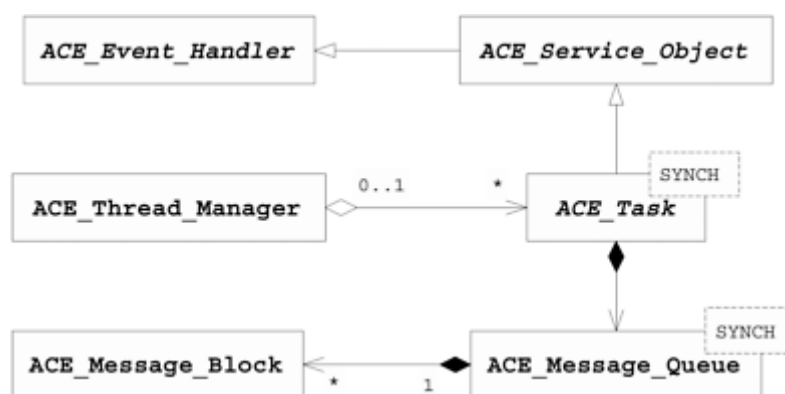 ACE_Event_Handler
ACE_Service_Object
SYNCH
ACE_Thread_Manager
0..1
*
ACE_Task
SYNCH
ACE_Message_Block
*
1
ACE_Message_Queue